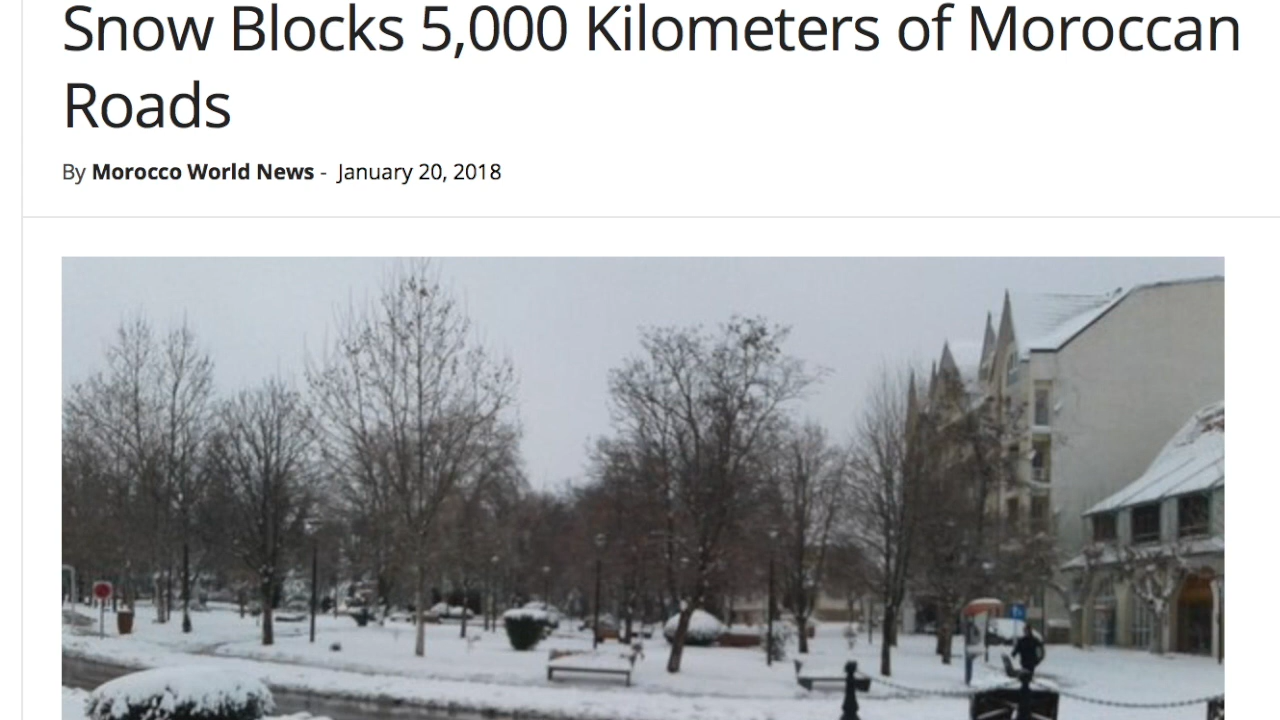 Snow Blocks 5,000 Kilometers of Moroccan
Roads
By Morocco World News - January 20, 2018